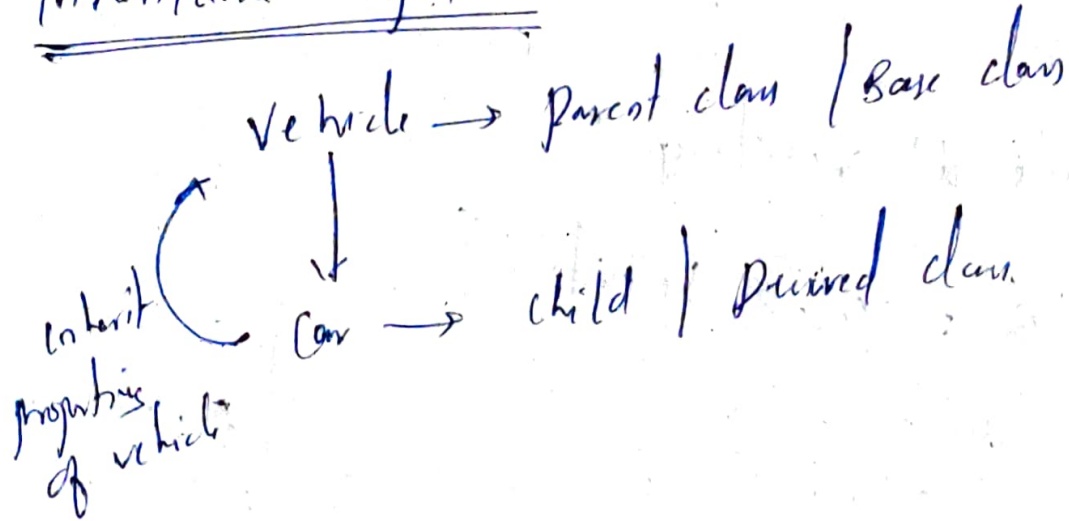 Vehicle → Parent class / Base class
Car → child / Derived class.
inherit
properties
of vehicle